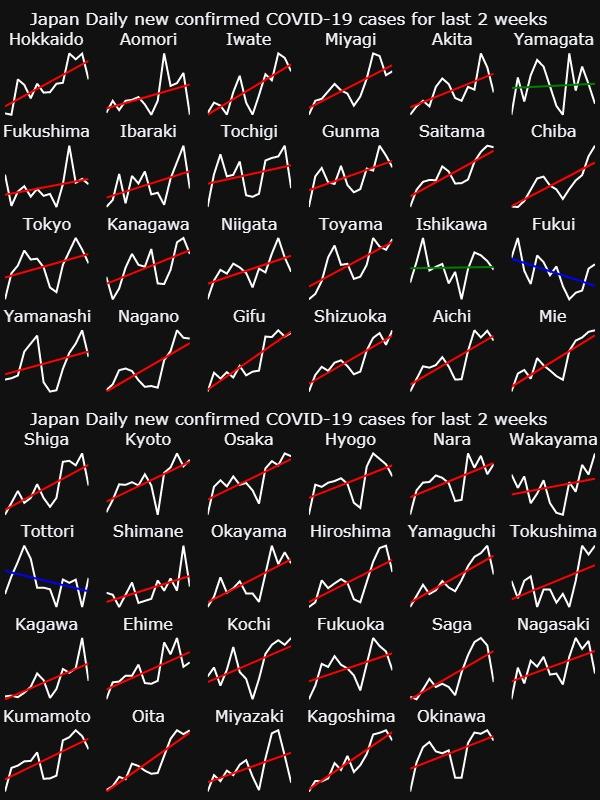 Japan Daily new confirmed COVID-19 cases for last 2 weeks
Hokkaido Aomori Iwate Miyagi Akita Yamagata
Fukushima Ibaraki Tochigi Gunma Saitama Chiba
Tokyo Kanagawa Niigata Toyama Ishikawa Fukui
Yamanashi Nagano Gifu Shizuoka Aichi Mie
Japan Daily new confirmed COVID-19 cases for last 2 weeks
Shiga Kyoto Osaka Hyogo Nara Wakayama
Tottori Shimane Okayama Hiroshima Yamaguchi Tokushima
Kagawa Ehime Kochi Fukuoka Saga Nagasaki
Kumamoto Oita Miyazaki Kagoshima Okinawa